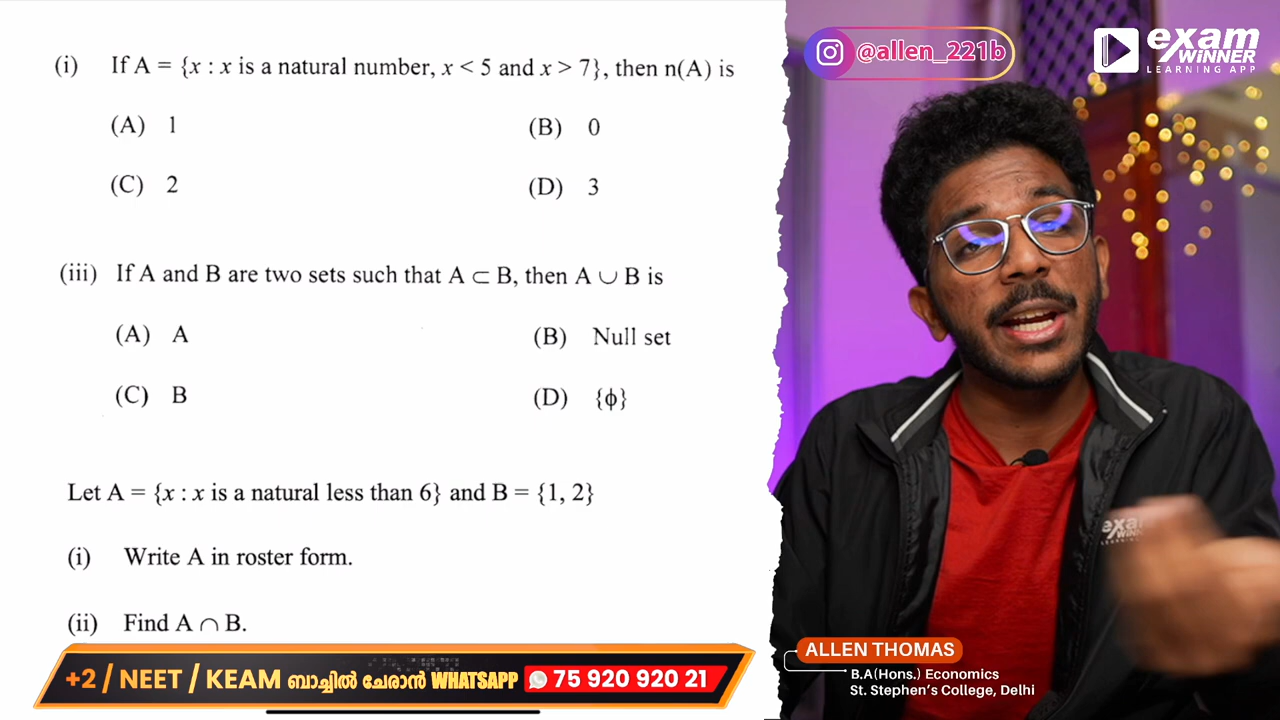 (i) If A = {x : x is a natural number, x < 5 and x > 7}, then n(A) is
(A) 1
(B) 0
(C) 2
(D) 3
(iii) If A and B are two sets such that A ⊂ B, then A ∪ B is
(A) A
(B) Null set
(C) B
(D) {ϕ}
Let A = {x : x is a natural less than 6} and B = {1, 2}
(i) Write A in roster form.
(ii) Find A ∩ B.
+2 / NEET / KEAM ബാച്ചിൽ ചേരാൻ WHATSAPP 75 920 920 21
@allen_221b
exam
WINNER
LEARNING APP
exam
WINNER
ALLEN THOMAS
B.A(Hons.) Economics
St. Stephen's College, Delhi